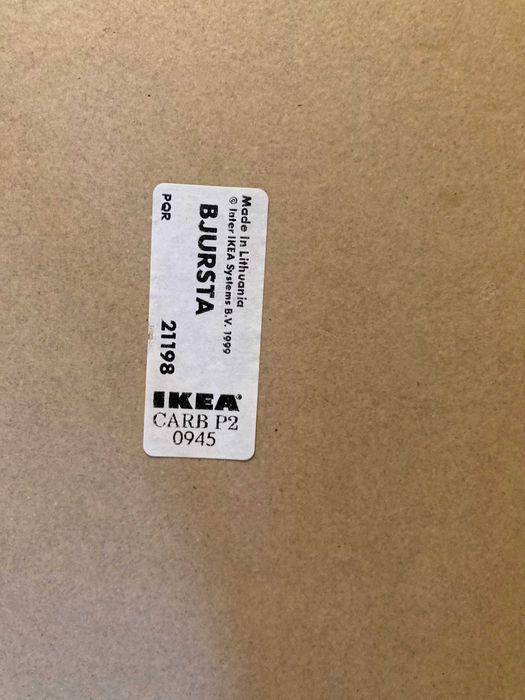 Made in Lithuania
© Inter IKEA Systems B.V. 1999
BJURSTA
PQR
21198
IKEA®
CARB P2
0945